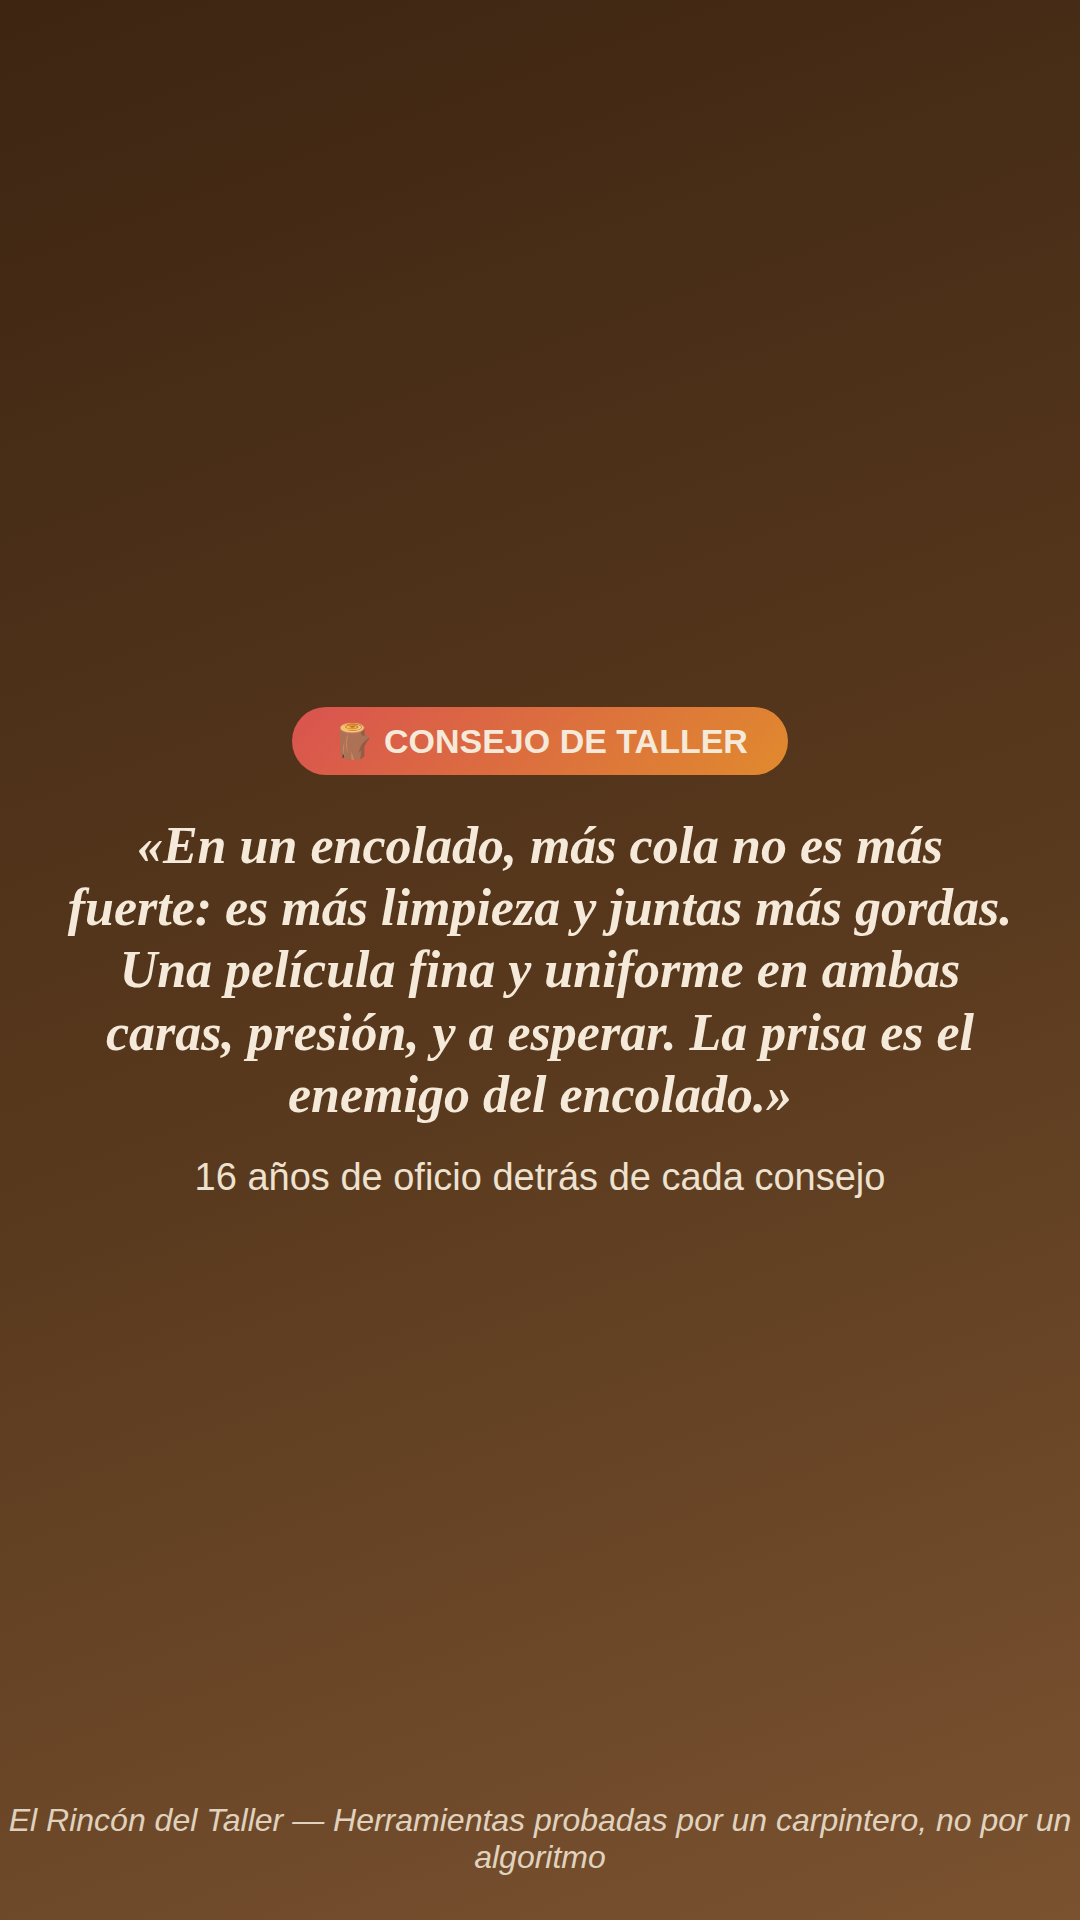 🪵 CONSEJO DE TALLER
«En un encolado, más cola no es más
fuerte: es más limpieza y juntas más gordas.
Una película fina y uniforme en ambas
caras, presión, y a esperar. La prisa es el
enemigo del encolado.»
16 años de oficio detrás de cada consejo
El Rincón del Taller — Herramientas probadas por un carpintero, no por un
algoritmo